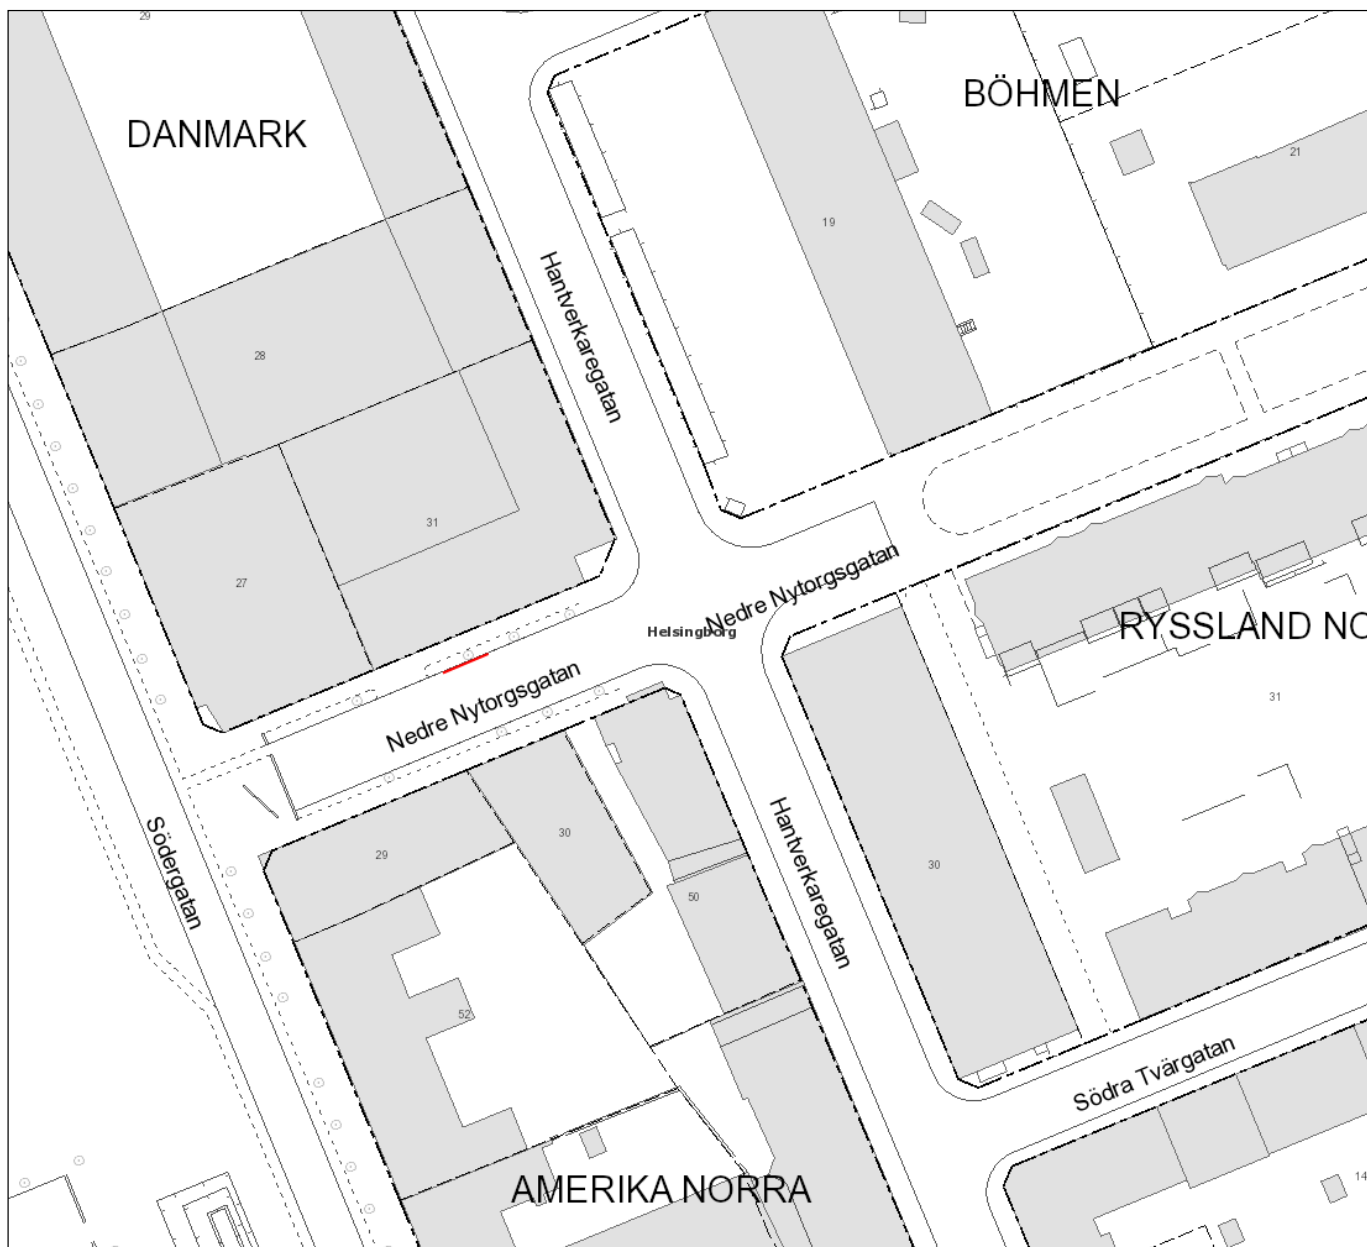 29
BÖHMEN
DANMARK
21
19
Hantverkaregatan
28
31
27
Nedre Nytorgsgatan
Helsingborg
RYSSLAND NO
Nedre Nytorgsgatan
31
Södergatan
29
30
30
50
Hantverkaregatan
52
Södra Tvärgatan
AMERIKA NORRA
14